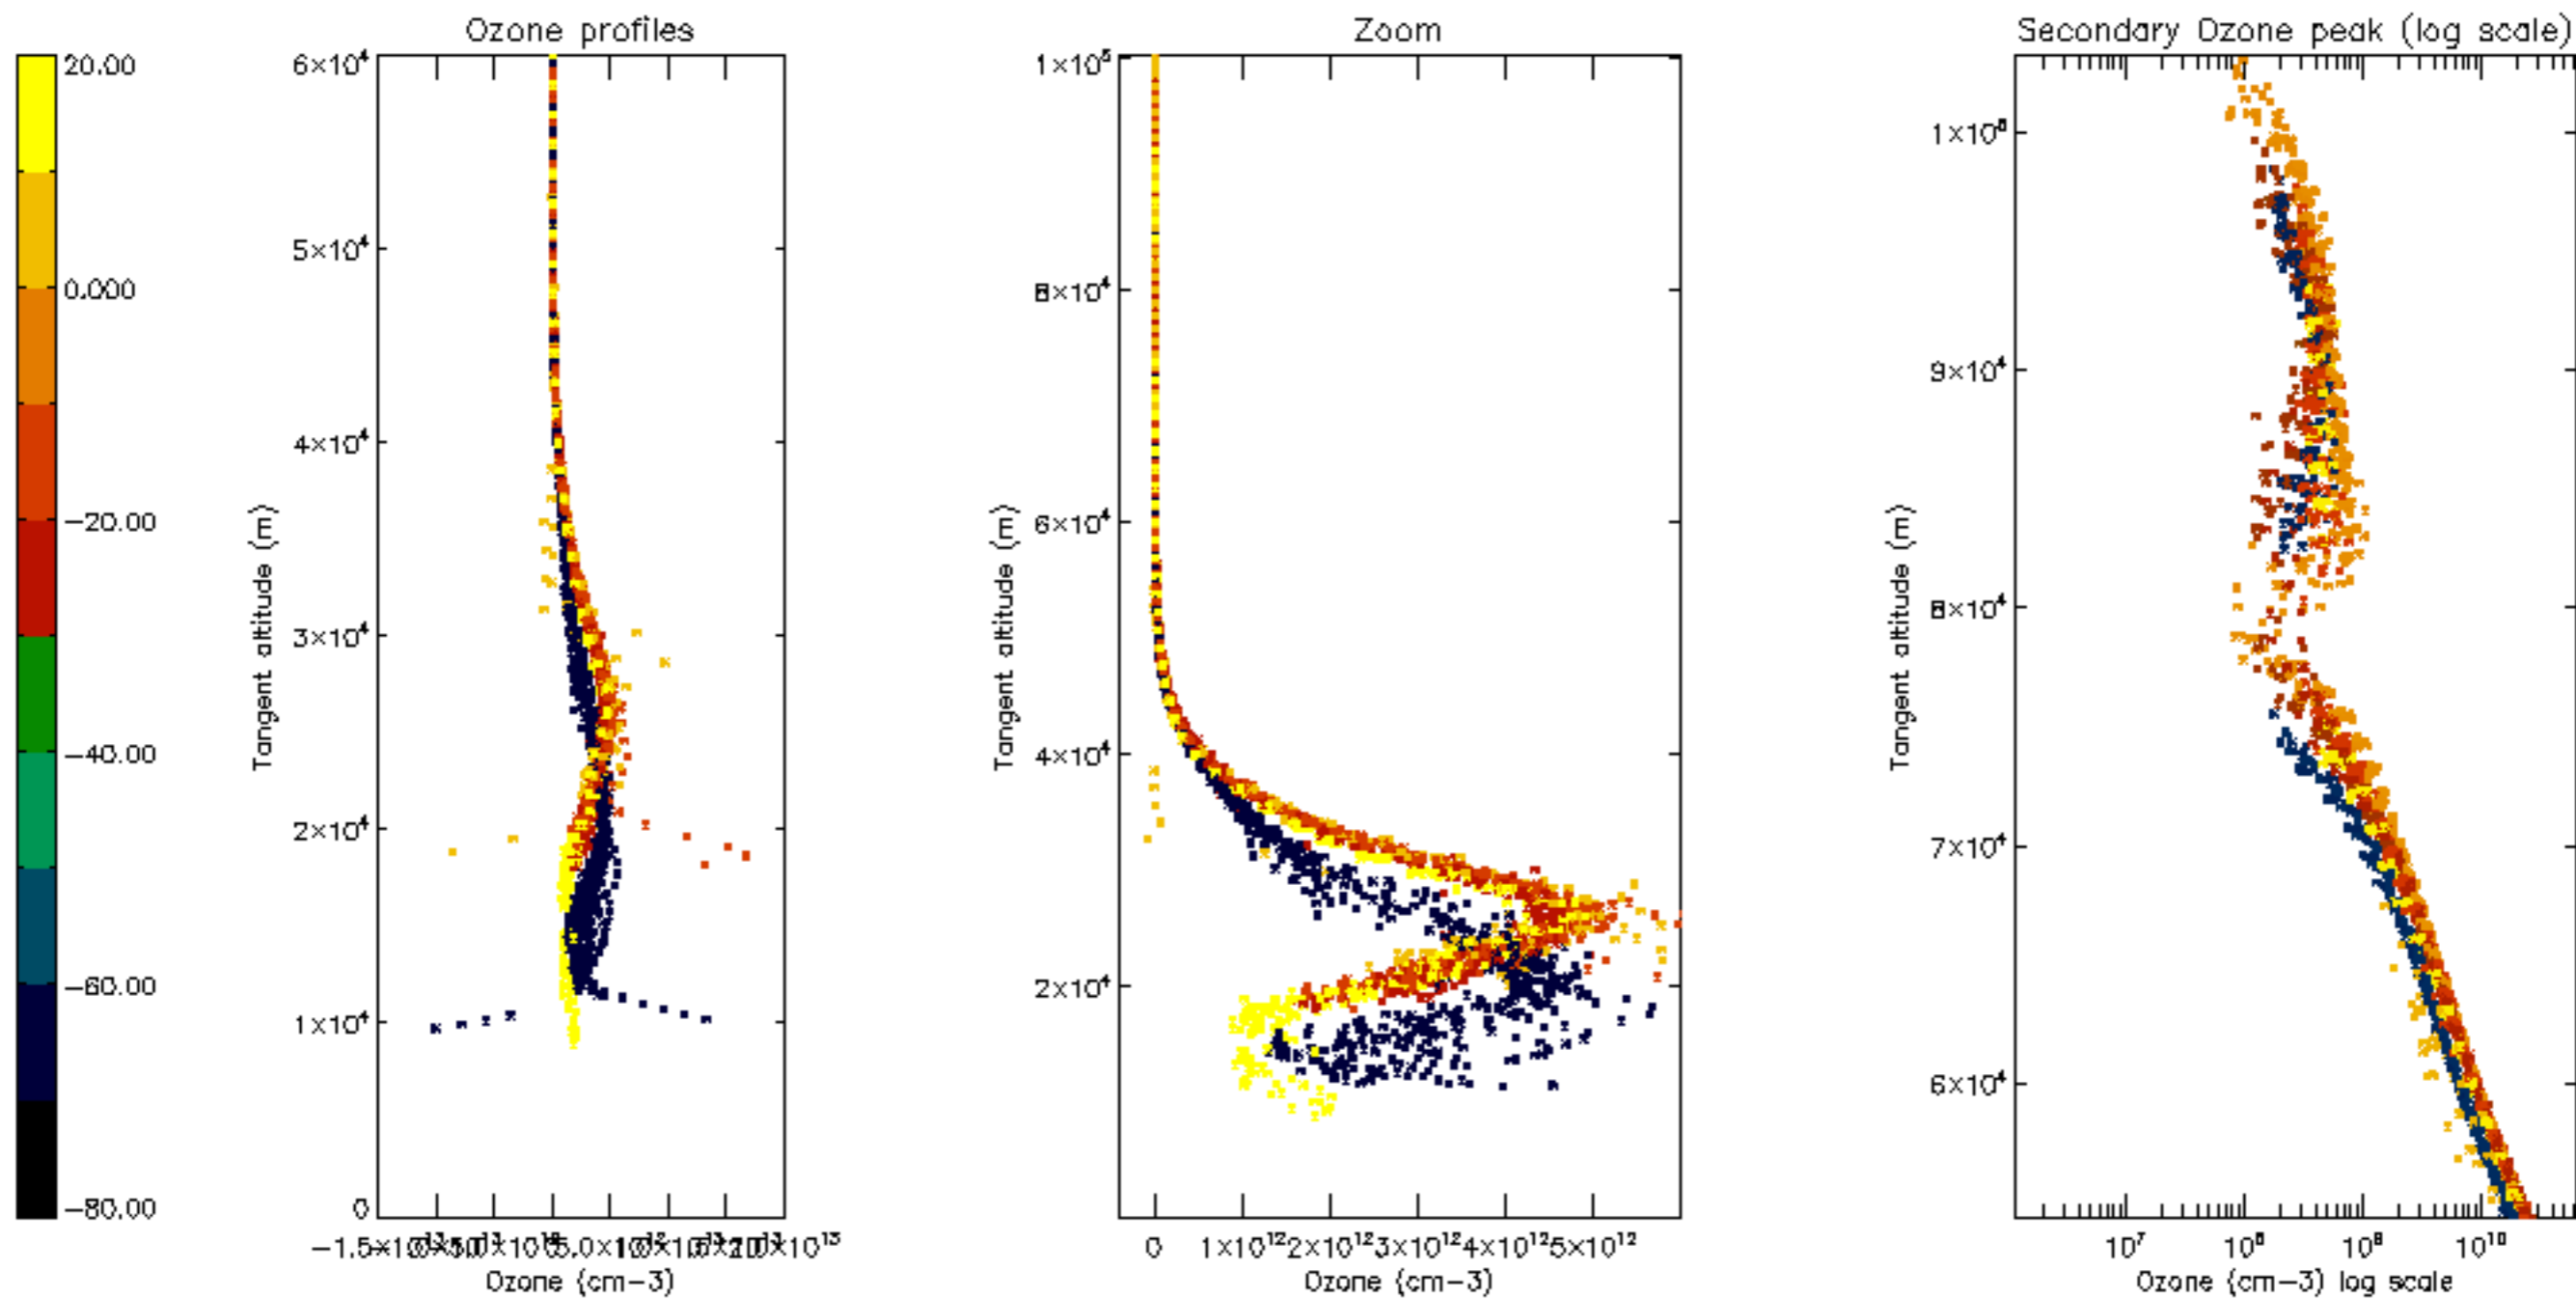 Ozone profiles
Zoom
Secondary Ozone peak (log scale)
20.00
0.000
−20.00
−40.00
−60.00
−80.00
6×10⁴
5×10⁴
4×10⁴
3×10⁴
2×10⁴
1×10⁴
0
Tangent altitude (m)
Ozone (cm−3)
1×10⁵
8×10⁴
6×10⁴
4×10⁴
2×10⁴
Tangent altitude (m)
0 1×10¹² 2×10¹² 3×10¹² 4×10¹² 5×10¹²
Ozone (cm−3)
9×10⁴
8×10⁴
7×10⁴
6×10⁴
Tangent altitude (m)
10⁷ 10⁸ 10⁹ 10¹⁰
Ozone (cm−3) log scale